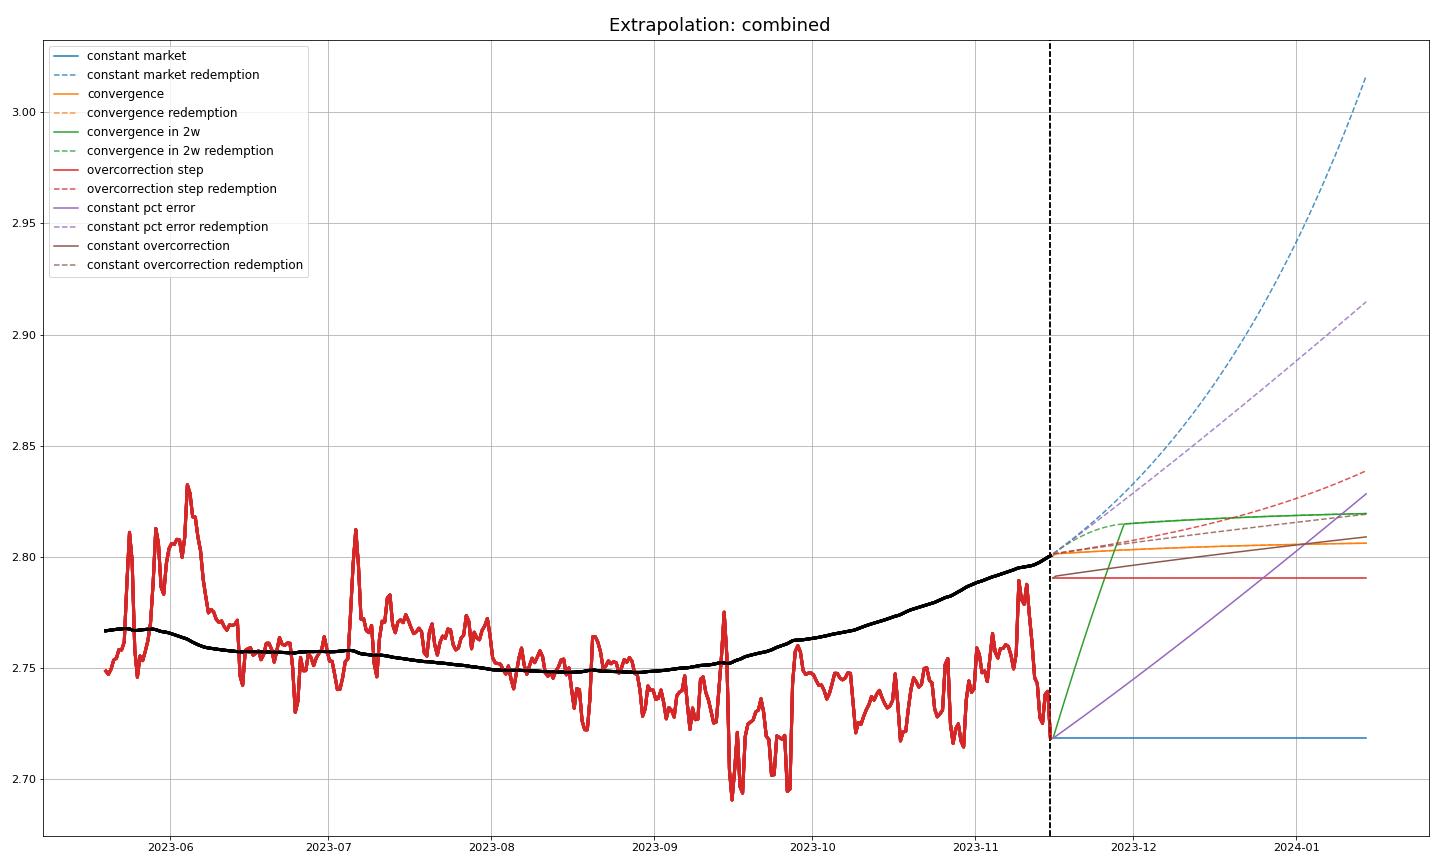 Extrapolation: combined
constant market
constant market redemption
convergence
convergence redemption
convergence in 2w
convergence in 2w redemption
overcorrection step
overcorrection step redemption
constant pct error
constant pct error redemption
constant overcorrection
constant overcorrection redemption
3.00
2.95
2.90
2.85
2.80
2.75
2.70
2023-06 2023-07 2023-08 2023-09 2023-10 2023-11 2023-12 2024-01